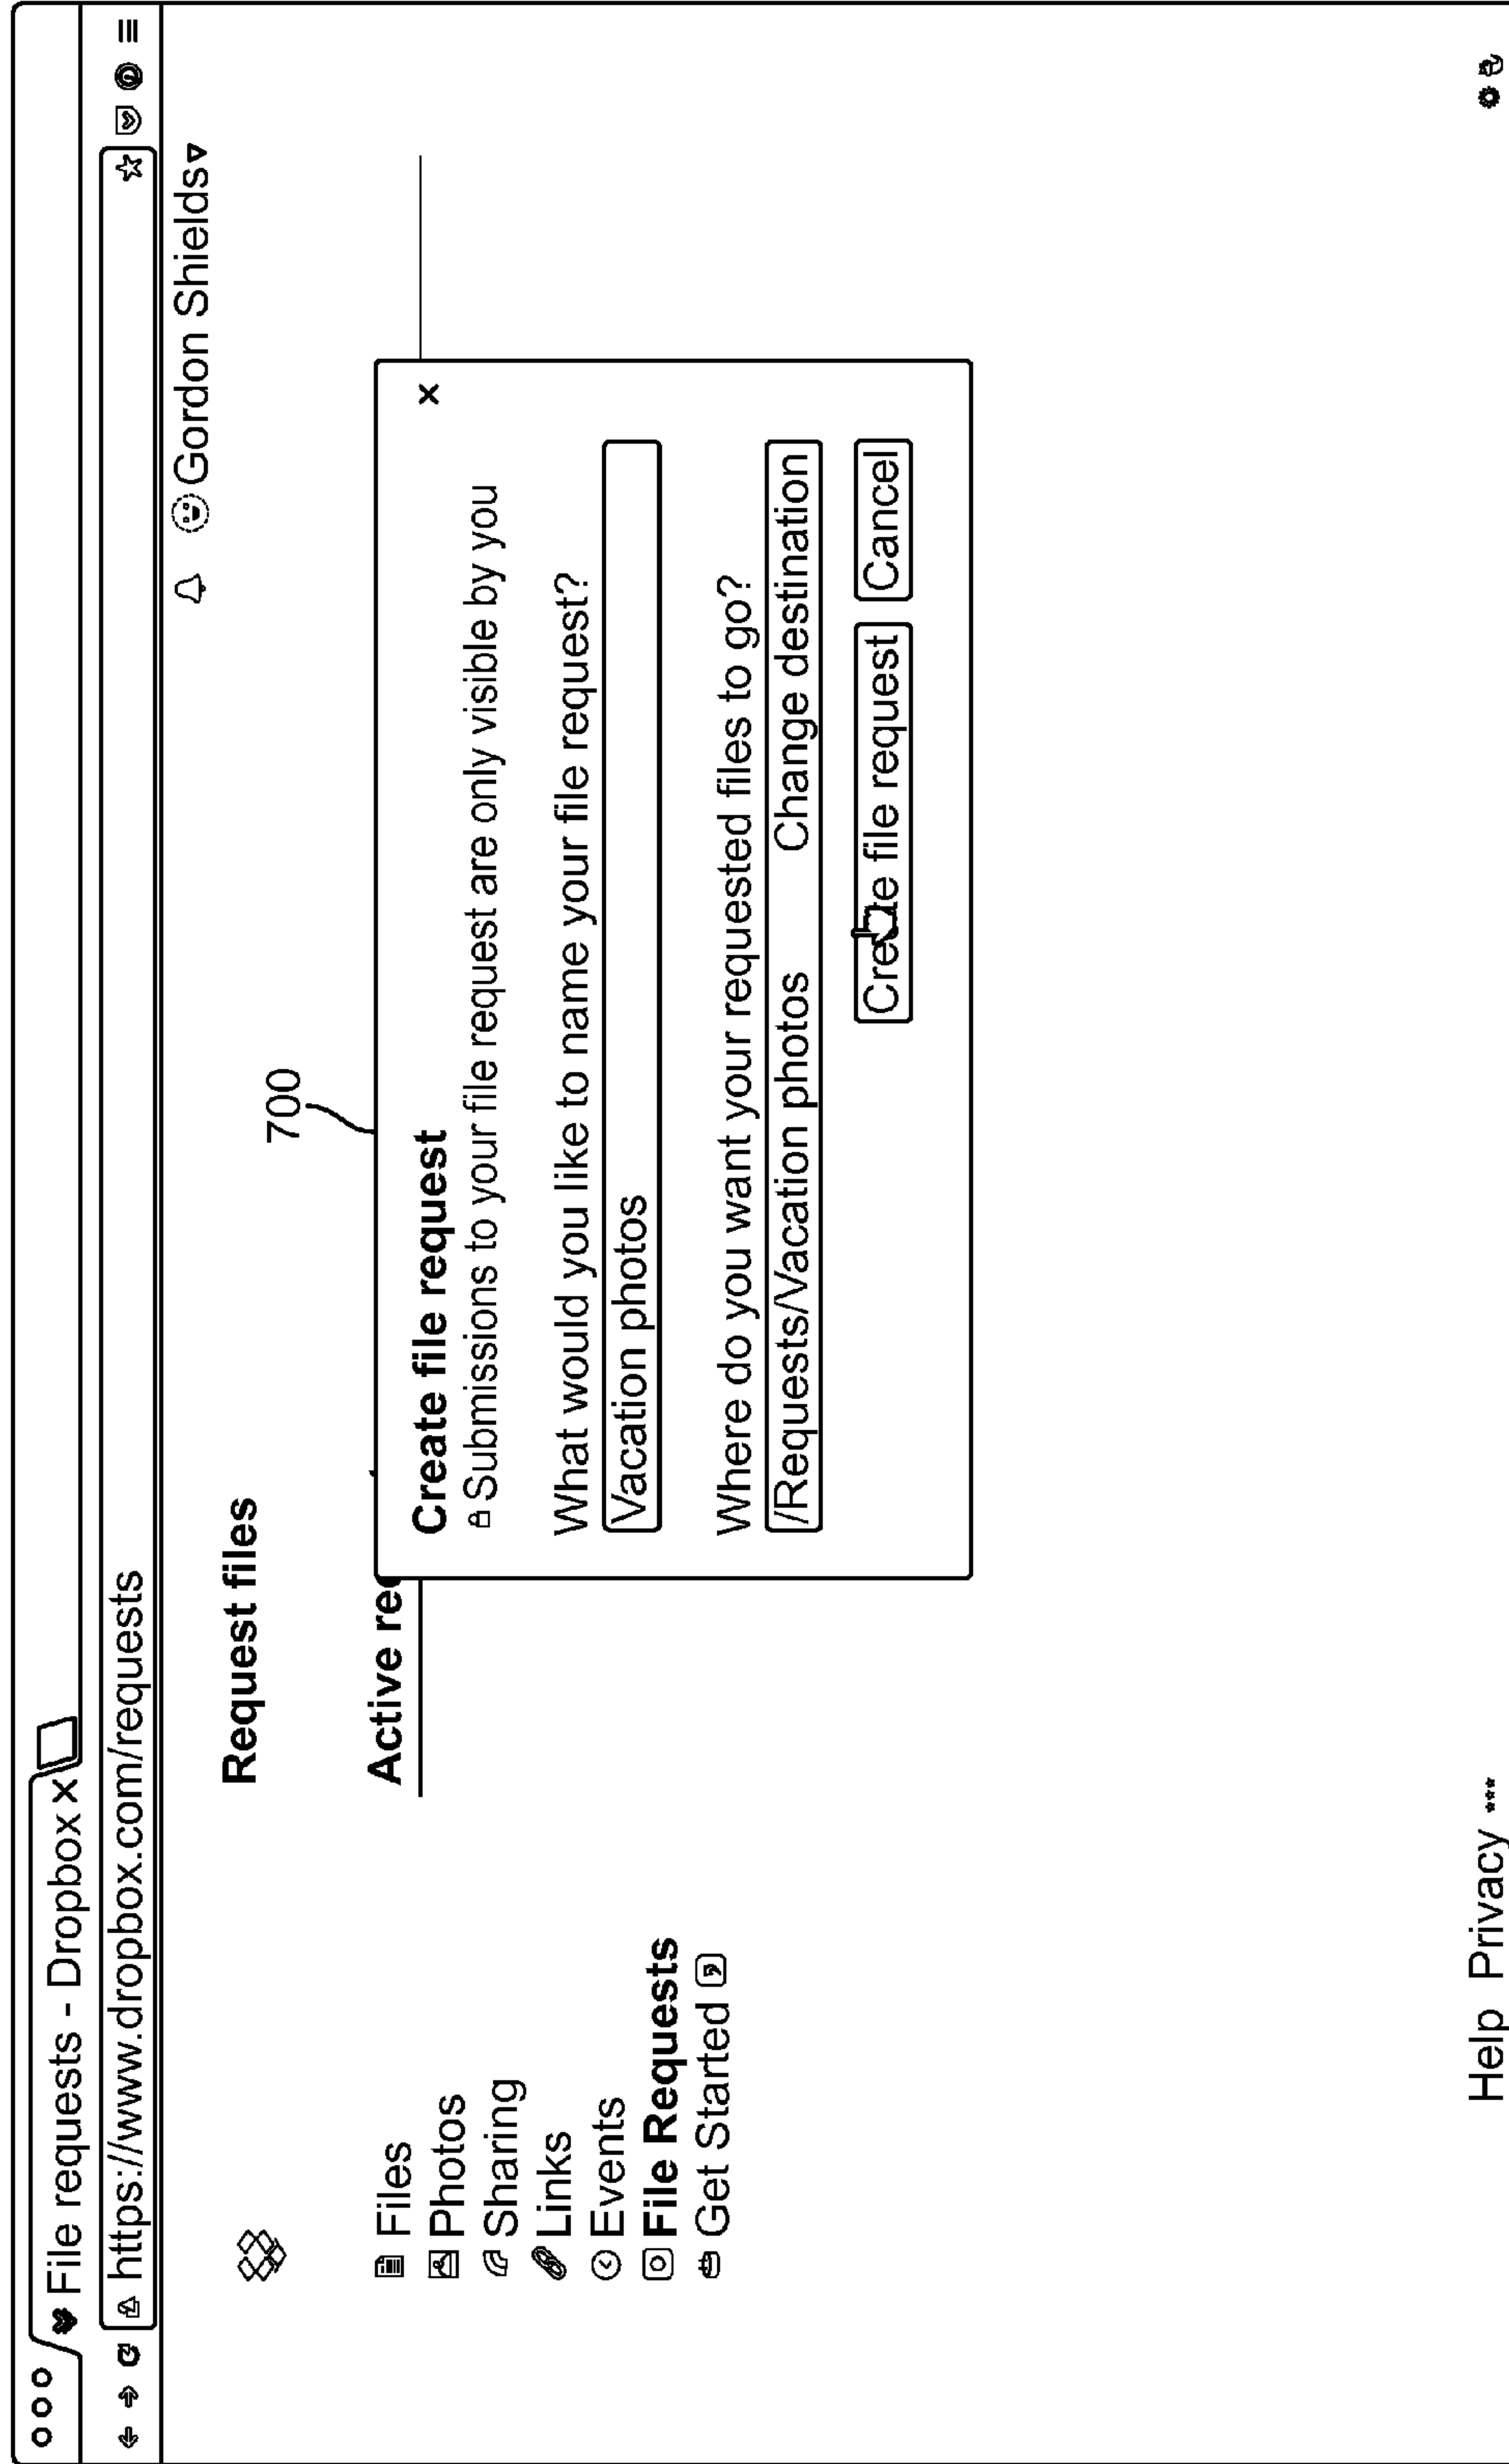 File requests - Dropbox X
https://www.dropbox.com/requests
Gordon Shields
Request files
700
Active re
Files
Photos
Sharing
Links
Events
File Requests
Get Started
Create file request
x
Submissions to your file request are only visible by you
What would you like to name your file request?
Vacation photos
Where do you want your requested files to go?
/Requests/Vacation photos Change destination
Create file request Cancel
Help Privacy